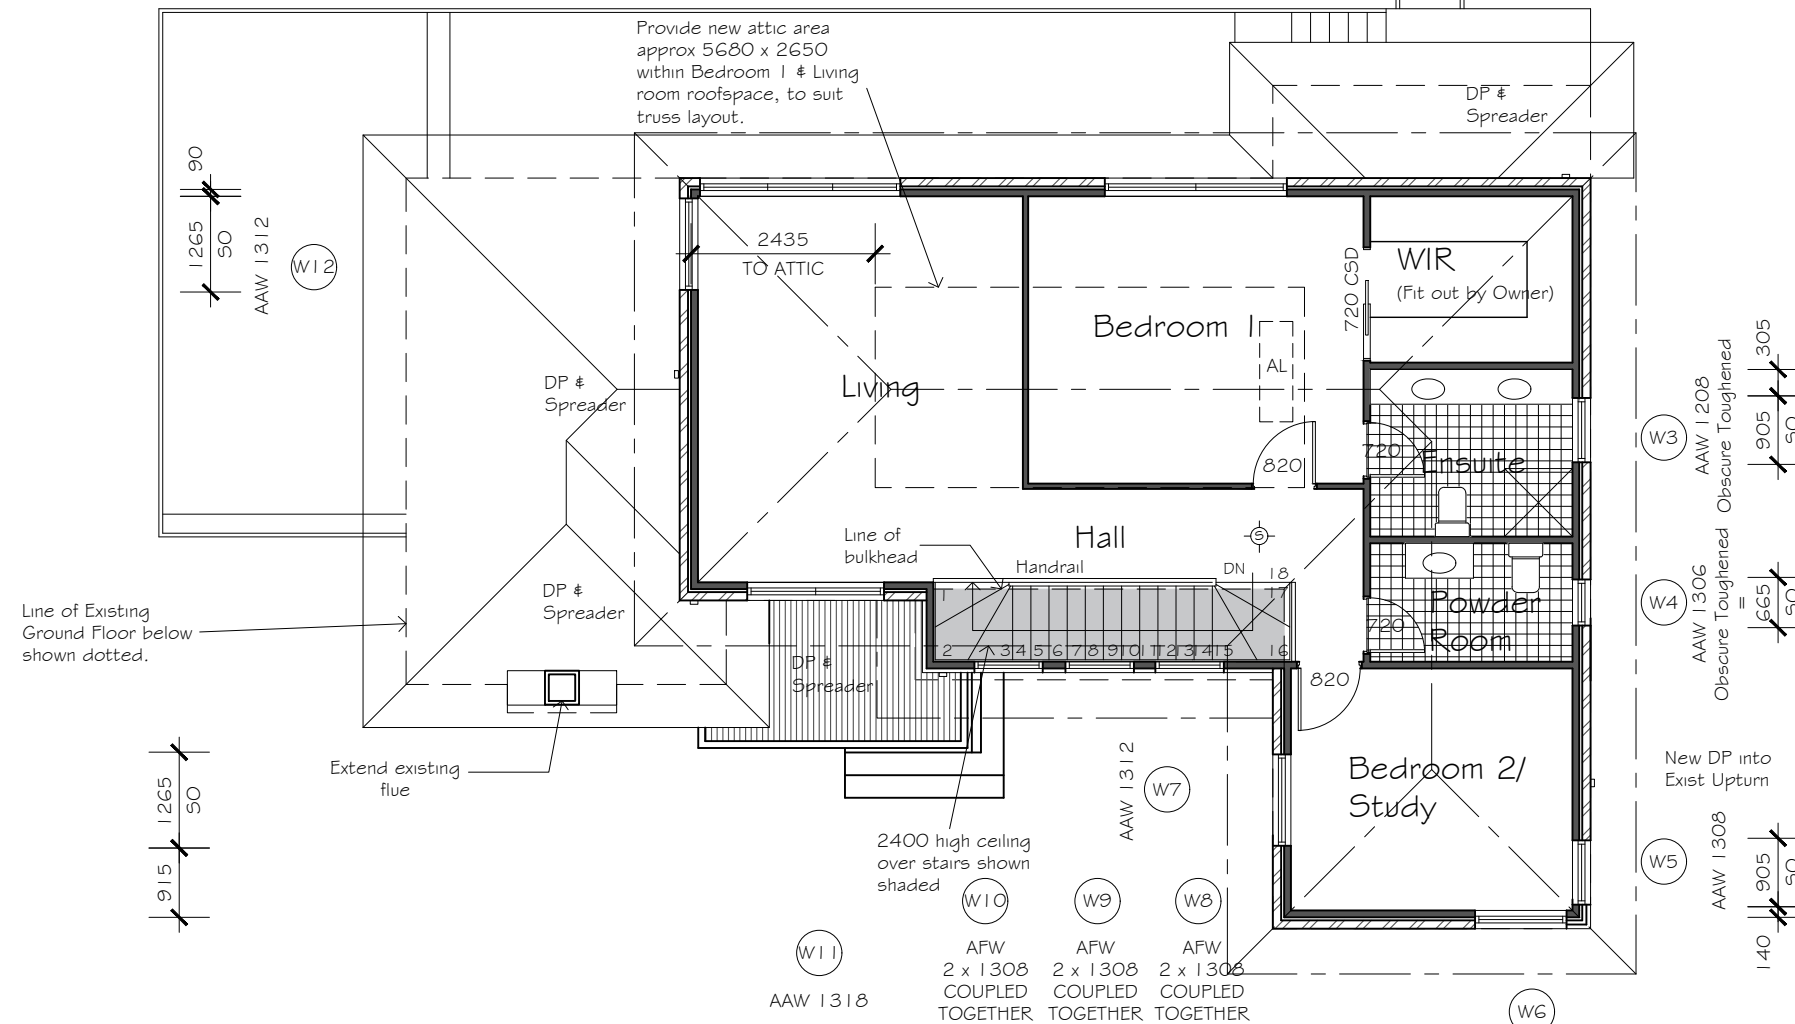 Provide new attic area
approx 5680 x 2650
within Bedroom 1 & Living
room roofspace, to suit
truss layout.
DP &
Spreader
90
1265
SO
AAW 1312
W12
2435
TO ATTIC
720 CSD
WIR
(Fit out by Owner)
Bedroom 1
AL
Living
DP &
Spreader
820
720
Ensuite
W3
AAW 1208
Obscure Toughened
305
905
SO
Line of
bulkhead
Hall
S
Handrail
DN
18
17
1
2
3
4
5
6
7
8
9
10
11
12
13
14
15
16
DP &
Spreader
Powder
Room
720
W4
AAW 1306
Obscure Toughened
=
665
SO
Line of Existing
Ground Floor below
shown dotted.
DP &
Spreader
820
Extend existing
flue
1265
SO
915
AAW 1312
W7
Bedroom 2/
Study
New DP into
Exist Upturn
2400 high ceiling
over stairs shown
shaded
W5
AAW 1308
905
SO
140
W10
AFW
2 x 1308
COUPLED
TOGETHER
W9
AFW
2 x 1308
COUPLED
TOGETHER
W8
AFW
2 x 1308
COUPLED
TOGETHER
W11
AAW 1318
W6